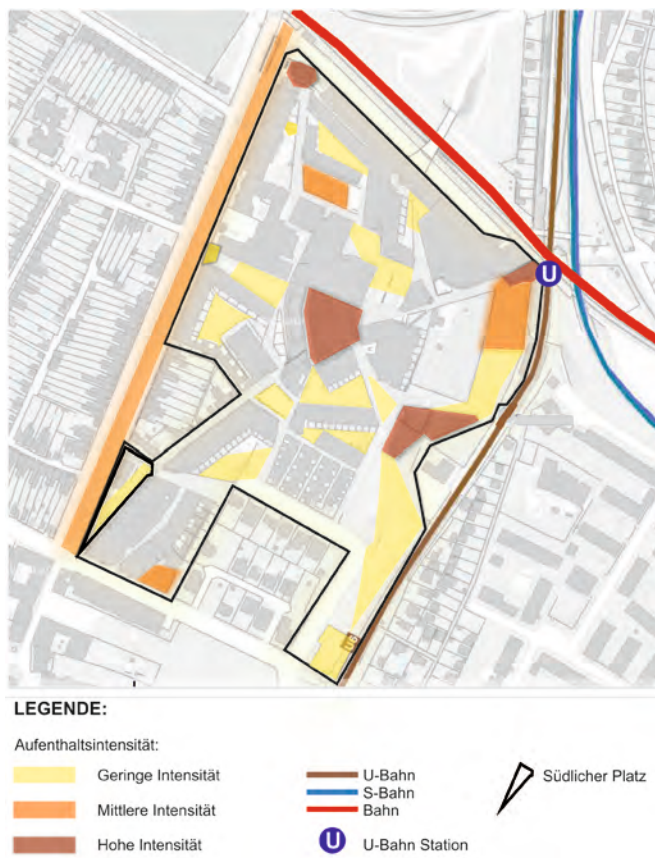 U
LEGENDE:
Aufenthaltsintensität:
Geringe Intensität
Mittlere Intensität
Hohe Intensität
U-Bahn
S-Bahn
Bahn
U U-Bahn Station
Südlicher Platz